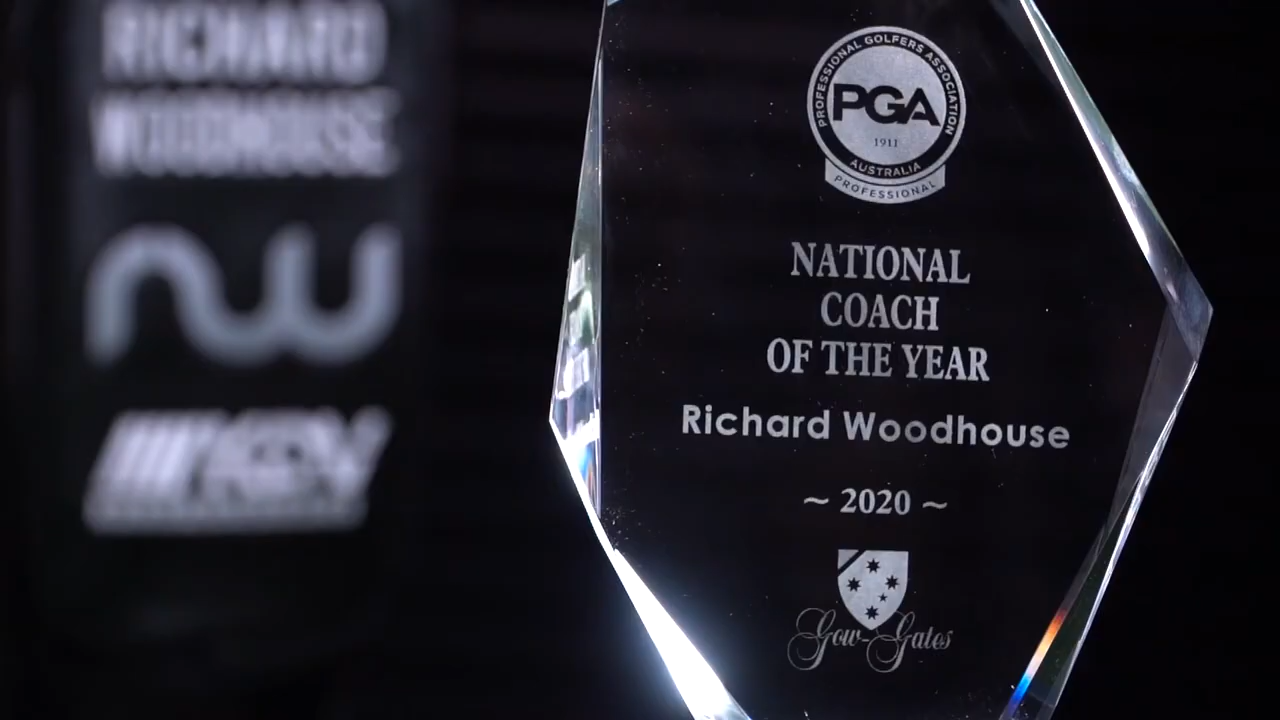 RICHARD
WOODHOUSE
rw
PROFESSIONAL GOLFERS ASSOCIATION
PGA
1911
AUSTRALIA
PROFESSIONAL
NATIONAL
COACH
OF THE YEAR
Richard Woodhouse
~ 2020 ~
Gow-Gates